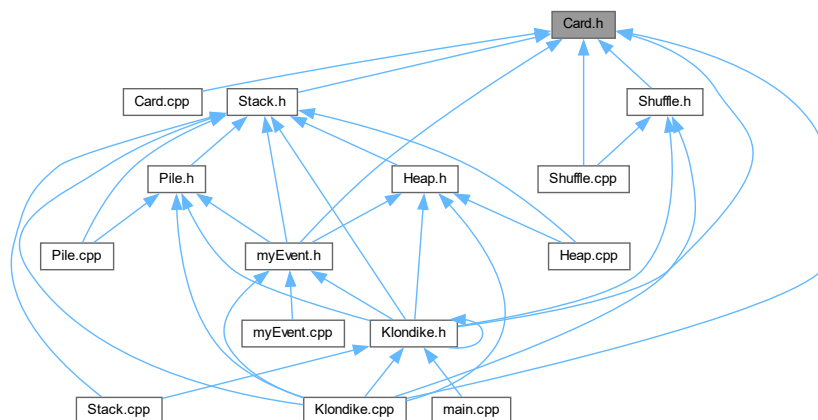 Card.h
Card.cpp
Stack.h
Shuffle.h
Pile.h
Heap.h
Shuffle.cpp
Pile.cpp
myEvent.h
Heap.cpp
myEvent.cpp
Klondike.h
Stack.cpp
Klondike.cpp
main.cpp